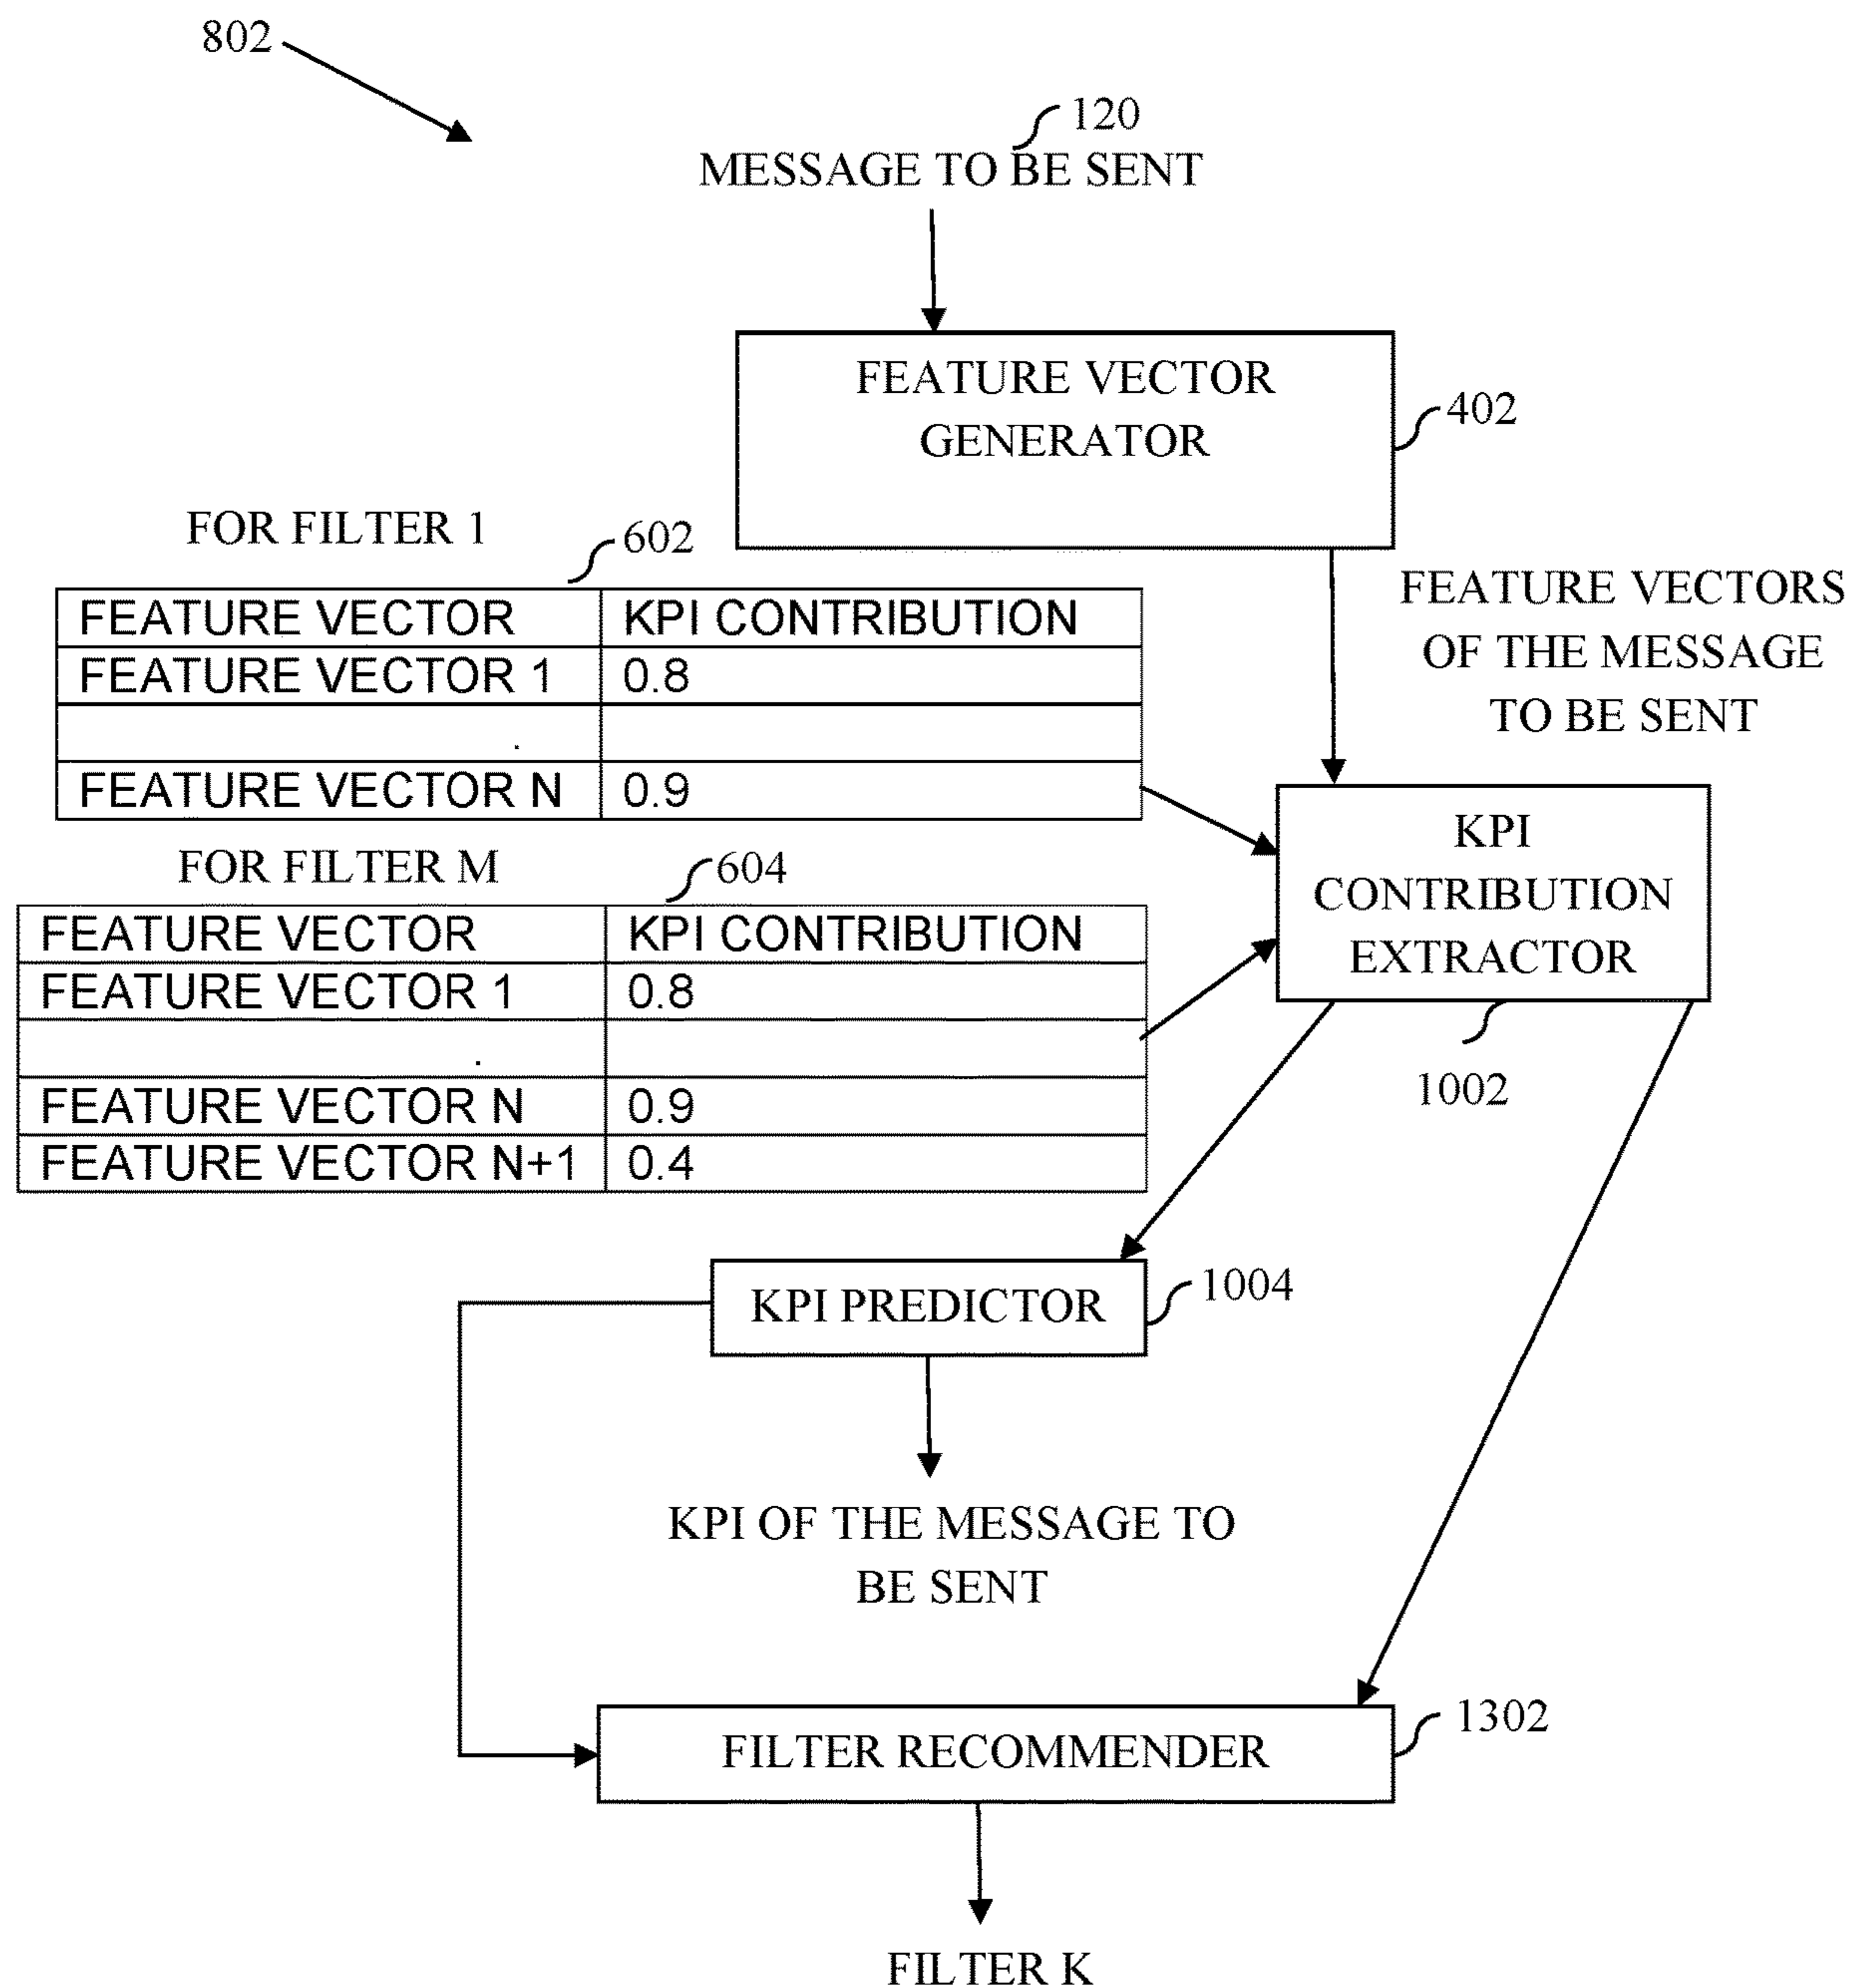 802
120
MESSAGE TO BE SENT
FEATURE VECTOR
GENERATOR
402
FOR FILTER 1
602
FEATURE VECTOR KPI CONTRIBUTION
FEATURE VECTOR 1 0.8
.
FEATURE VECTOR N 0.9
FEATURE VECTORS
OF THE MESSAGE
TO BE SENT
FOR FILTER M
604
FEATURE VECTOR KPI CONTRIBUTION
FEATURE VECTOR 1 0.8
.
FEATURE VECTOR N 0.9
FEATURE VECTOR N+1 0.4
KPI
CONTRIBUTION
EXTRACTOR
1002
KPI PREDICTOR
1004
KPI OF THE MESSAGE TO
BE SENT
FILTER RECOMMENDER
1302
FILTER K